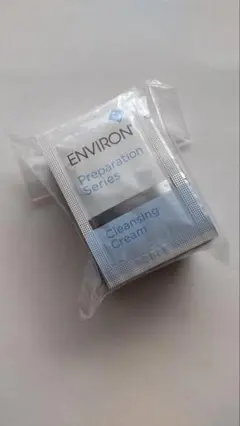 ENVIRON
Preparation
Series
Cleansing
Cream